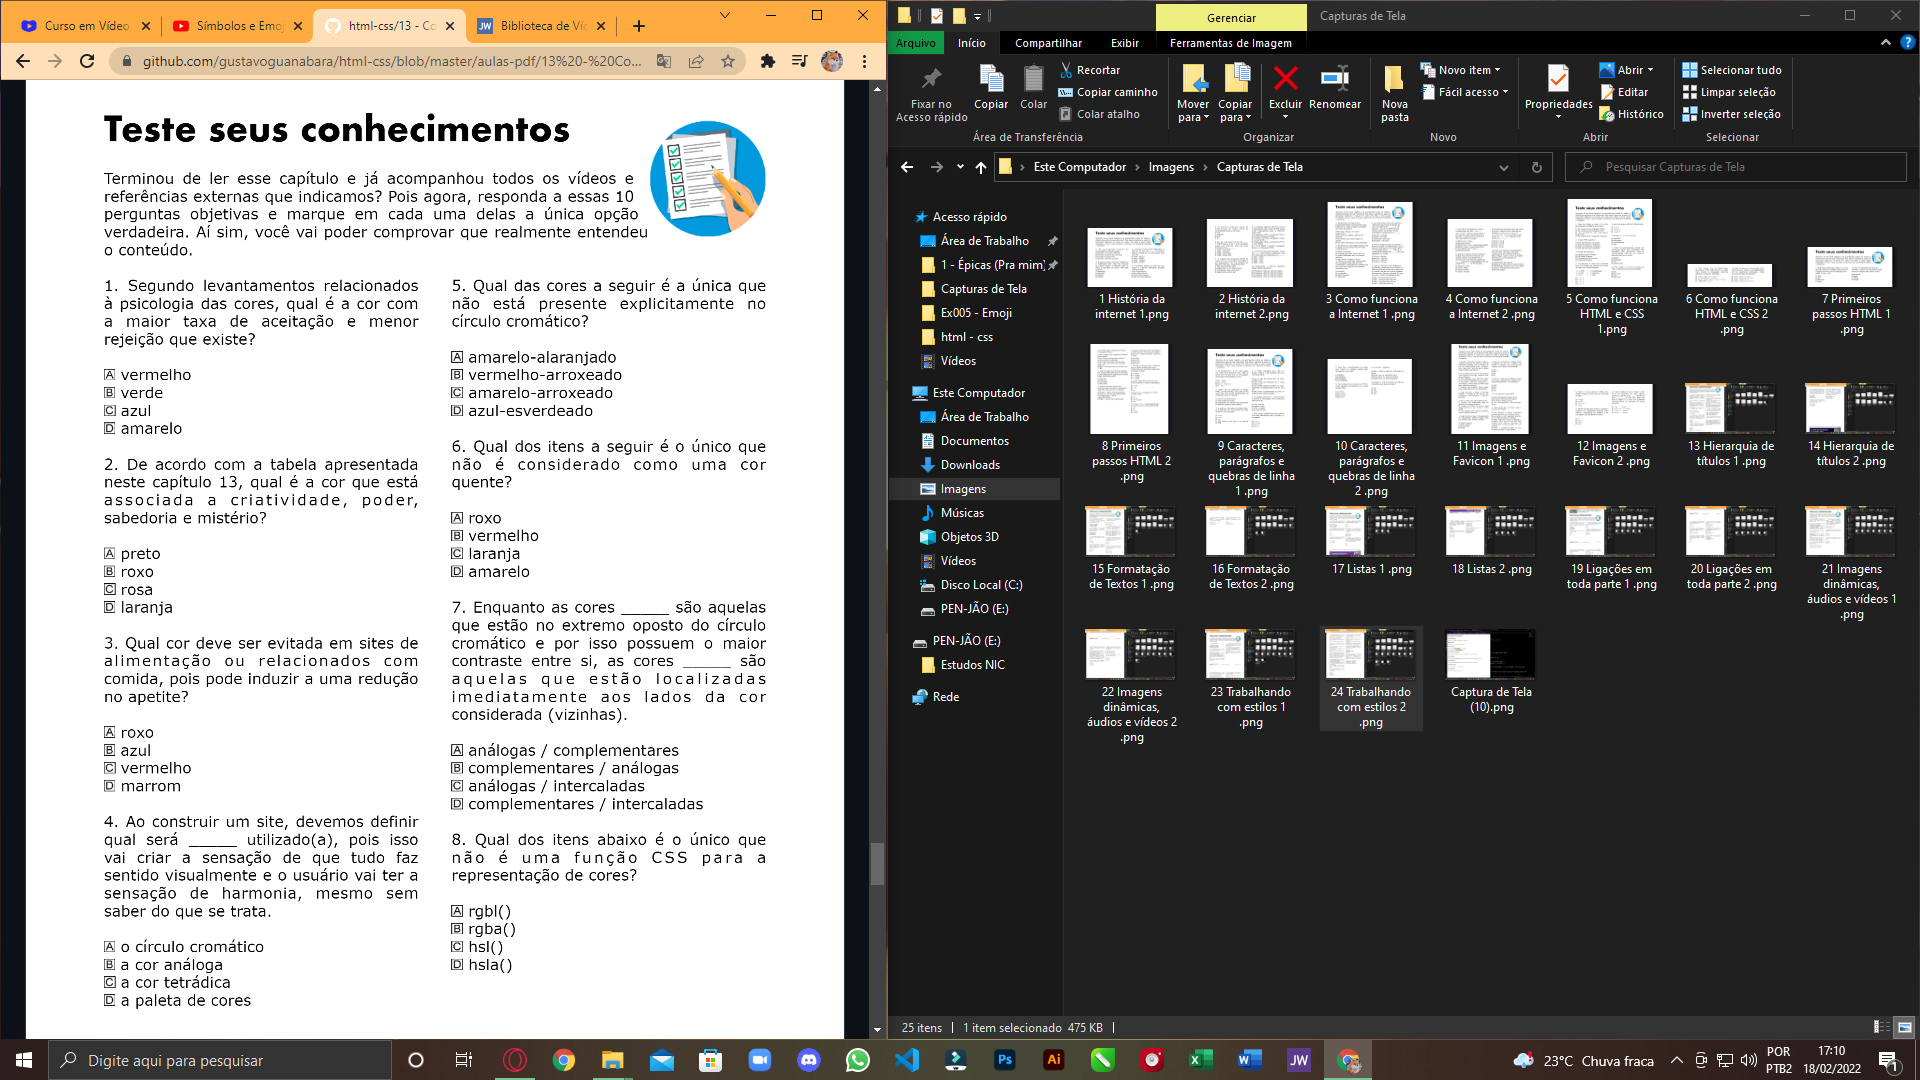 Curso em Vídeo
Símbolos e Emoj
html-css/13 - Co
Biblioteca de Ví
github.com/gustavoguanabara/html-css/blob/master/aulas-pdf/13%20-%20Co...
Teste seus conhecimentos
Terminou de ler esse capítulo e já acompanhou todos os vídeos e
referências externas que indicamos? Pois agora, responda a essas 10
perguntas objetivas e marque em cada uma delas a única opção
verdadeira. Aí sim, você vai poder comprovar que realmente entendeu
o conteúdo.
1. Segundo levantamentos relacionados
à psicologia das cores, qual é a cor com
a maior taxa de aceitação e menor
rejeição que existe?
A vermelho
B verde
C azul
D amarelo
2. De acordo com a tabela apresentada
neste capítulo 13, qual é a cor que está
associada a criatividade, poder,
sabedoria e mistério?
A preto
B roxo
C rosa
D laranja
3. Qual cor deve ser evitada em sites de
alimentação ou relacionados com
comida, pois pode induzir a uma redução
no apetite?
A roxo
B azul
C vermelho
D marrom
4. Ao construir um site, devemos definir
qual será _____ utilizado(a), pois isso
vai criar a sensação de que tudo faz
sentido visualmente e o usuário vai ter a
sensação de harmonia, mesmo sem
saber do que se trata.
A o círculo cromático
B a cor análoga
C a cor tetrádica
D a paleta de cores
5. Qual das cores a seguir é a única que
não está presente explicitamente no
círculo cromático?
A amarelo-alaranjado
B vermelho-arroxeado
C amarelo-arroxeado
D azul-esverdeado
6. Qual dos itens a seguir é o único que
não é considerado como uma cor
quente?
A roxo
B vermelho
C laranja
D amarelo
7. Enquanto as cores _____ são aquelas
que estão no extremo oposto do círculo
cromático e por isso possuem o maior
contraste entre si, as cores _____ são
aquelas que estão localizadas
imediatamente aos lados da cor
considerada (vizinhas).
A análogas / complementares
B complementares / análogas
C análogas / intercaladas
D complementares / intercaladas
8. Qual dos itens abaixo é o único que
não é uma função CSS para a
representação de cores?
A rgbl()
B rgba()
C hsl()
D hsla()
Gerenciar
Capturas de Tela
Arquivo
Início
Compartilhar
Exibir
Ferramentas de Imagem
Fixar no
Acesso rápido
Copiar
Colar
Recortar
Copiar caminho
Colar atalho
Área de Transferência
Mover
para
Copiar
para
Excluir
Renomear
Organizar
Nova
pasta
Novo item
Fácil acesso
Novo
Propriedades
Abrir
Editar
Histórico
Abrir
Selecionar tudo
Limpar seleção
Inverter seleção
Selecionar
Este Computador
Imagens
Capturas de Tela
Pesquisar Capturas de Tela
Acesso rápido
Área de Trabalho
1 - Épicas (Pra mim)
Capturas de Tela
Ex005 - Emoji
html - css
Vídeos
Este Computador
Área de Trabalho
Documentos
Downloads
Imagens
Músicas
Objetos 3D
Vídeos
Disco Local (C:)
PEN-JÃO (E:)
PEN-JÃO (E:)
Estudos NIC
Rede
1 História da
internet 1.png
2 História da
internet 2.png
3 Como funciona
a Internet 1 .png
4 Como funciona
a Internet 2 .png
5 Como funciona
HTML e CSS
1.png
6 Como funciona
HTML e CSS 2
.png
7 Primeiros
passos HTML 1
.png
8 Primeiros
passos HTML 2
.png
9 Caracteres,
parágrafos e
quebras de linha
1 .png
10 Caracteres,
parágrafos e
quebras de linha
2 .png
11 Imagens e
Favicon 1 .png
12 Imagens e
Favicon 2 .png
13 Hierarquia de
títulos 1 .png
14 Hierarquia de
títulos 2 .png
15 Formatação
de Textos 1 .png
16 Formatação
de Textos 2 .png
17 Listas 1 .png
18 Listas 2 .png
19 Ligações em
toda parte 1 .png
20 Ligações em
toda parte 2 .png
21 Imagens
dinâmicas,
áudios e vídeos 1
.png
22 Imagens
dinâmicas,
áudios e vídeos 2
.png
23 Trabalhando
com estilos 1
.png
24 Trabalhando
com estilos 2
.png
Captura de Tela
(10).png
25 itens
1 item selecionado 475 KB
Digite aqui para pesquisar
23°C Chuva fraca
POR
PTB2
17:10
18/02/2022
1